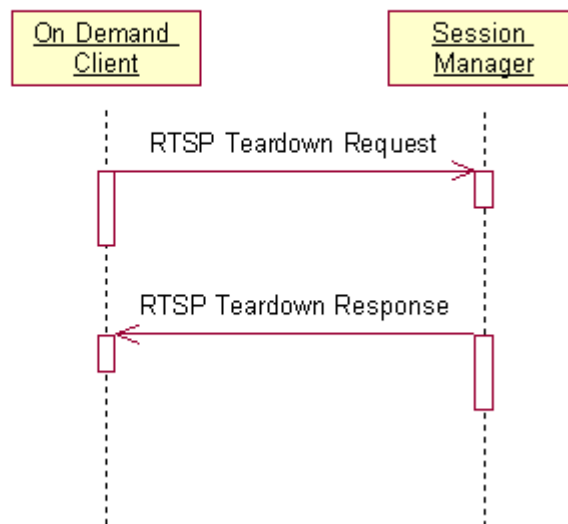 On Demand
Client
Session
Manager
RTSP Teardown Request
RTSP Teardown Response